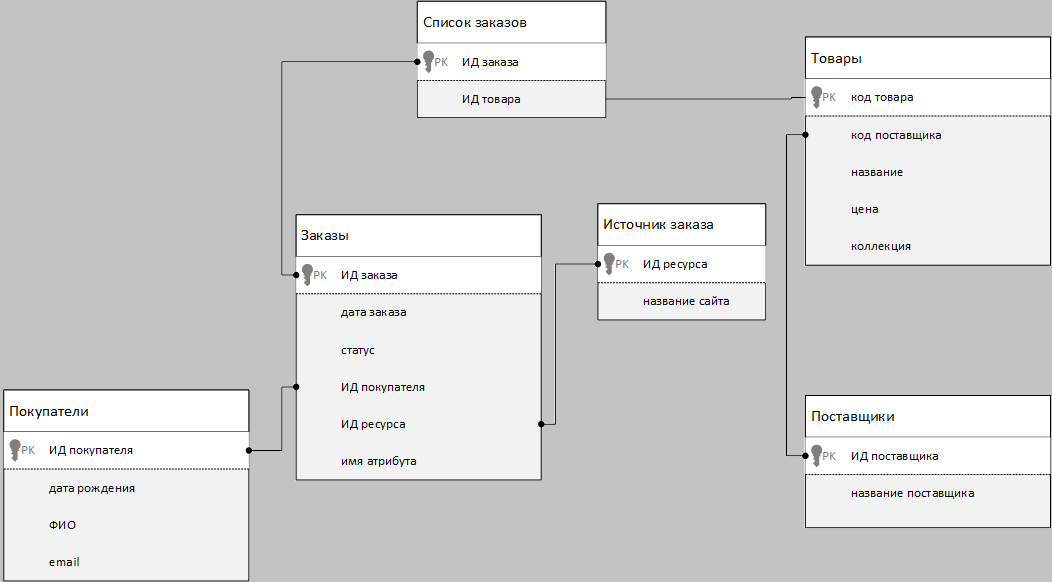 Список заказов
PK ИД заказа
ИД товара
Товары
PK код товара
код поставщика
название
цена
коллекция
Источник заказа
PK ИД ресурса
название сайта
Заказы
PK ИД заказа
дата заказа
статус
ИД покупателя
ИД ресурса
имя атрибута
Покупатели
PK ИД покупателя
дата рождения
ФИО
email
Поставщики
PK ИД поставщика
название поставщика